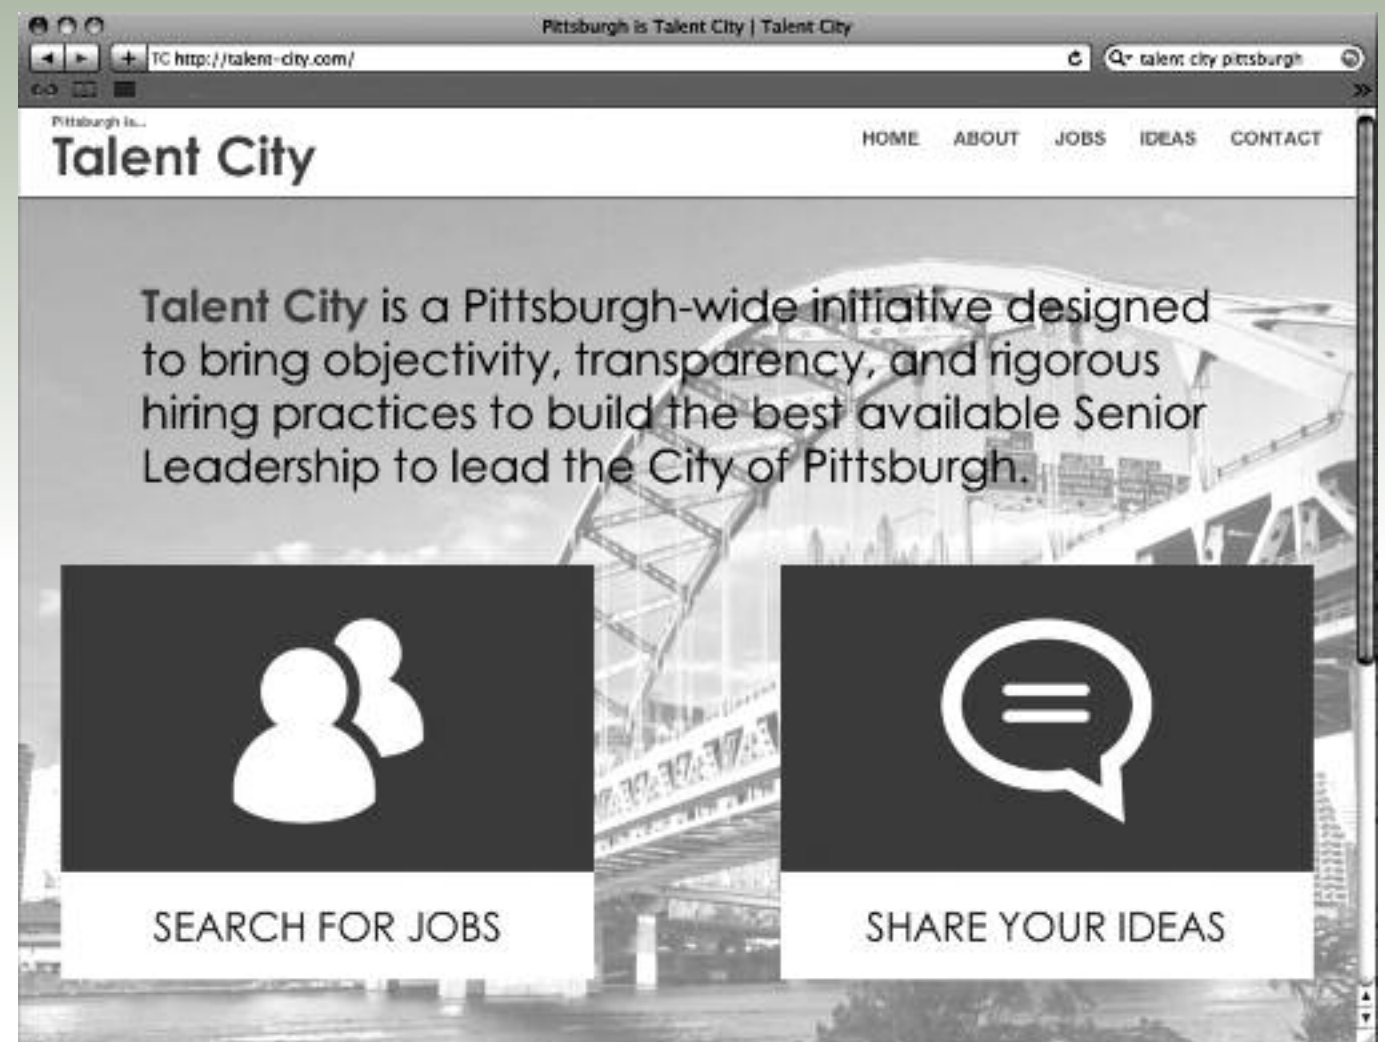 Pittsburgh is Talent City | Talent City
TC http://talent-city.com/
talent city pittsburgh
Pittsburgh is...
Talent City
HOME ABOUT JOBS IDEAS CONTACT
Talent City is a Pittsburgh-wide initiative designed
to bring objectivity, transparency, and rigorous
hiring practices to build the best available Senior
Leadership to lead the City of Pittsburgh.
SEARCH FOR JOBS
SHARE YOUR IDEAS